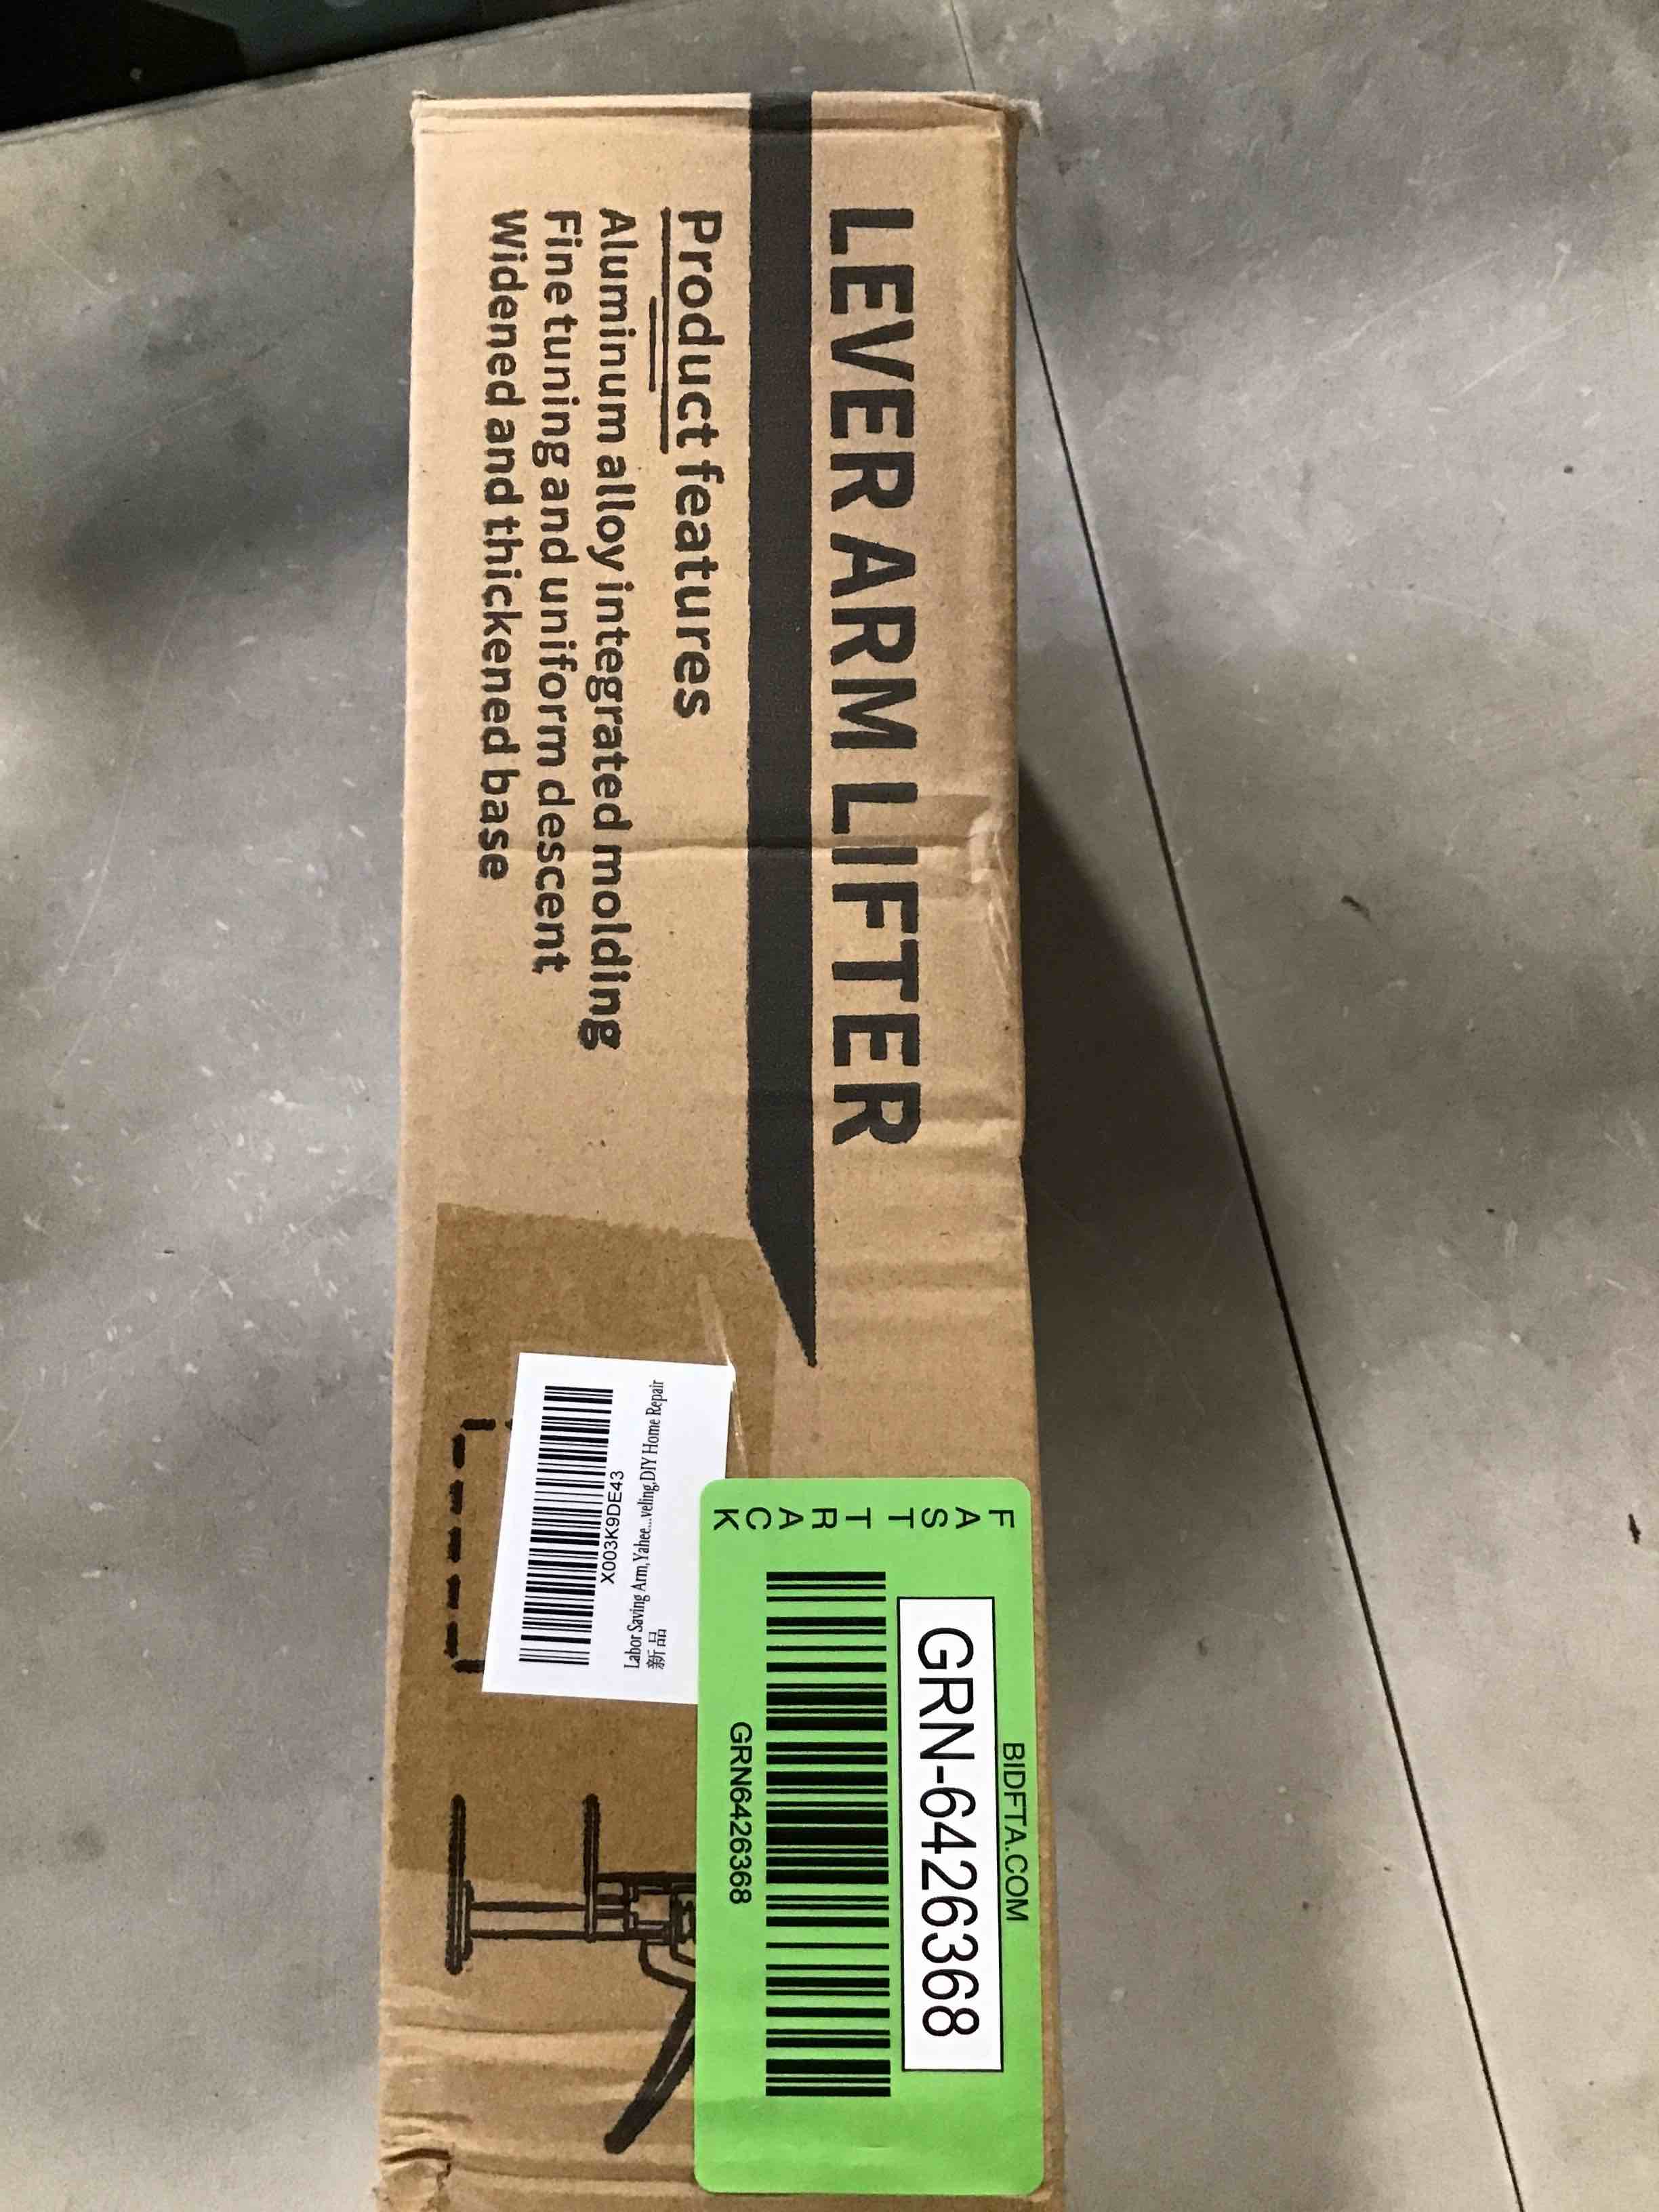 LEVER ARM LIFTER
Product features
Aluminum alloy integrated molding
Fine tuning and uniform descent
Widened and thickened base
X003K9DE43
Labor Saving Arm,Yahee...veling,DIY Home Repair
新品
FAST TRACK
BIDFTA.COM
GRN-6426368
GRN6426368